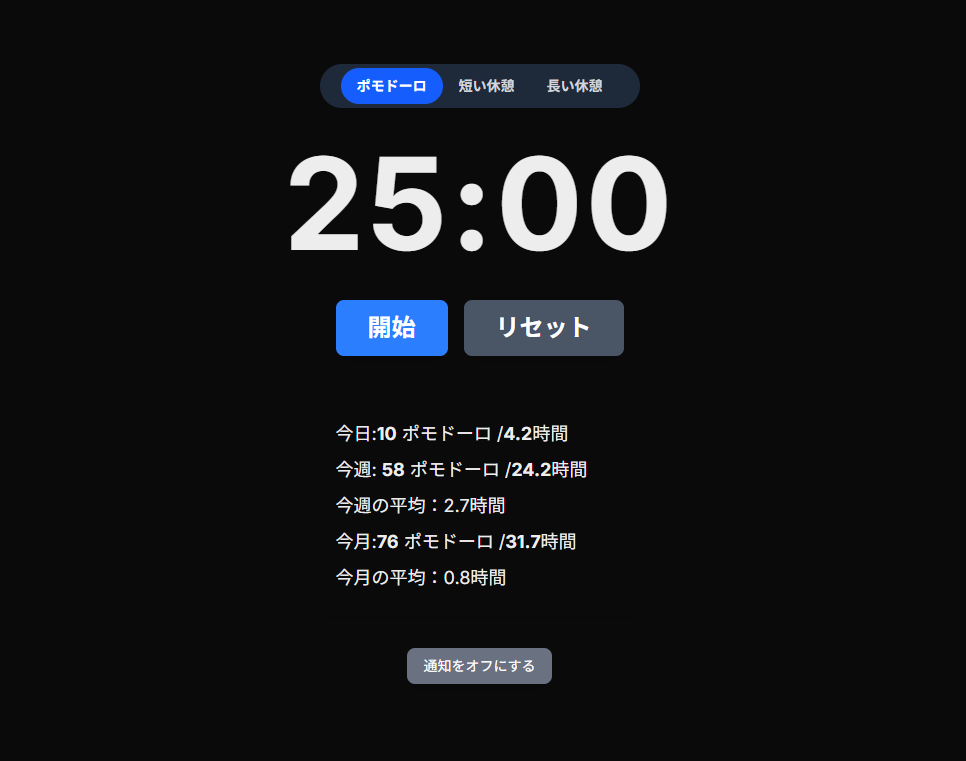 ポモドーロ 短い休憩 長い休憩
25:00
開始 リセット
今日:10 ポモドーロ /4.2時間
今週: 58 ポモドーロ /24.2時間
今週の平均：2.7時間
今月:76 ポモドーロ /31.7時間
今月の平均：0.8時間
通知をオフにする